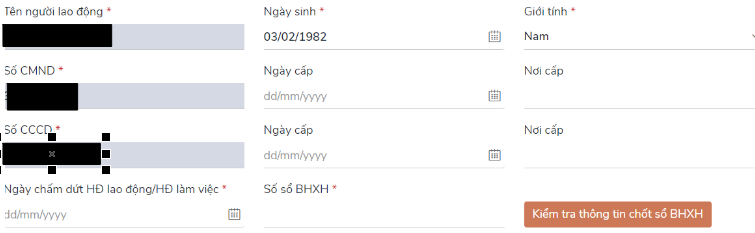 Tên người lao động * Ngày sinh * Giới tính *
03/02/1982 Nam
Số CMND * Ngày cấp Nơi cấp
dd/mm/yyyy
Số CCCD * Ngày cấp Nơi cấp
dd/mm/yyyy
Ngày chấm dứt HĐ lao động/HĐ làm việc * Số sổ BHXH *
dd/mm/yyyy Kiểm tra thông tin chốt sổ BHXH